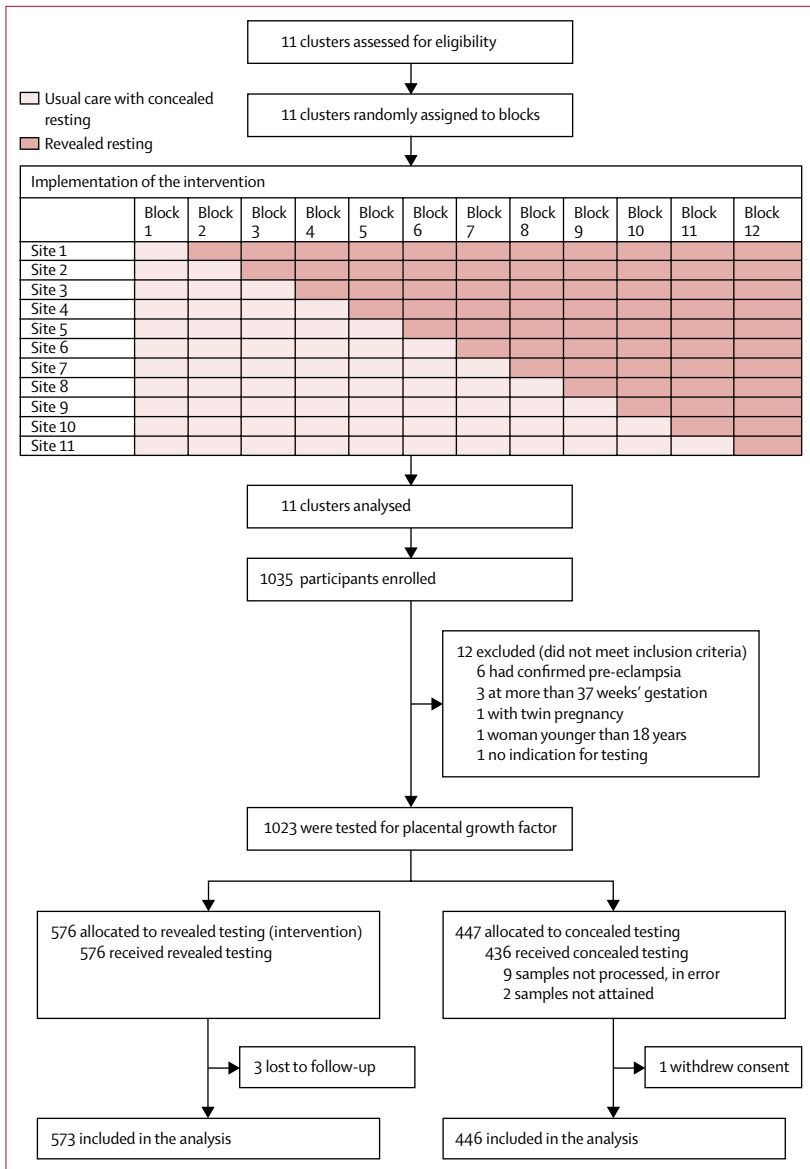 11 clusters assessed for eligibility
Usual care with concealed
resting
Revealed resting
11 clusters randomly assigned to blocks
Implementation of the intervention
Block 1 Block 2 Block 3 Block 4 Block 5 Block 6 Block 7 Block 8 Block 9 Block 10 Block 11 Block 12
Site 1
Site 2
Site 3
Site 4
Site 5
Site 6
Site 7
Site 8
Site 9
Site 10
Site 11
11 clusters analysed
1035 participants enrolled
12 excluded (did not meet inclusion criteria)
6 had confirmed pre-eclampsia
3 at more than 37 weeks' gestation
1 with twin pregnancy
1 woman younger than 18 years
1 no indication for testing
1023 were tested for placental growth factor
576 allocated to revealed testing (intervention)
576 received revealed testing
447 allocated to concealed testing
436 received concealed testing
9 samples not processed, in error
2 samples not attained
3 lost to follow-up
1 withdrew consent
573 included in the analysis
446 included in the analysis